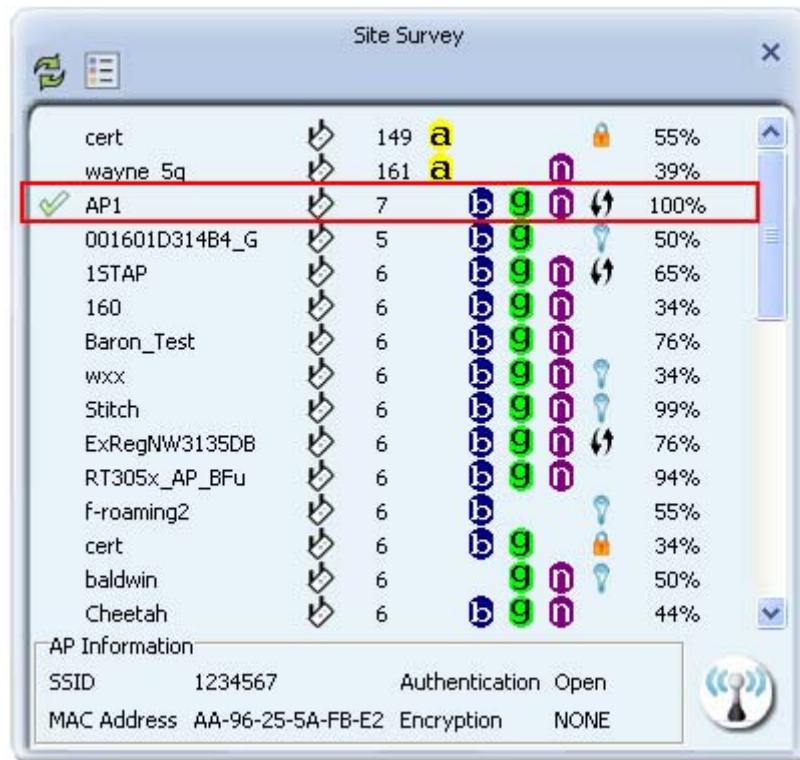 Site Survey
cert 149 a 55%
wayne_5g 161 a n 39%
AP1 7 b g n 100%
001601D314B4_G 5 b g 50%
1STAP 6 b g n 65%
160 6 b g n 34%
Baron_Test 6 b g n 76%
wxx 6 b g n 34%
Stitch 6 b g n 99%
ExRegNW3135DB 6 b g n 76%
RT305x_AP_BFu 6 b g n 94%
f-roaming2 6 b 55%
cert 6 b g 34%
baldwin 6 g n 50%
Cheetah 6 b g n 44%
AP Information
SSID 1234567 Authentication Open
MAC Address AA-96-25-5A-FB-E2 Encryption NONE